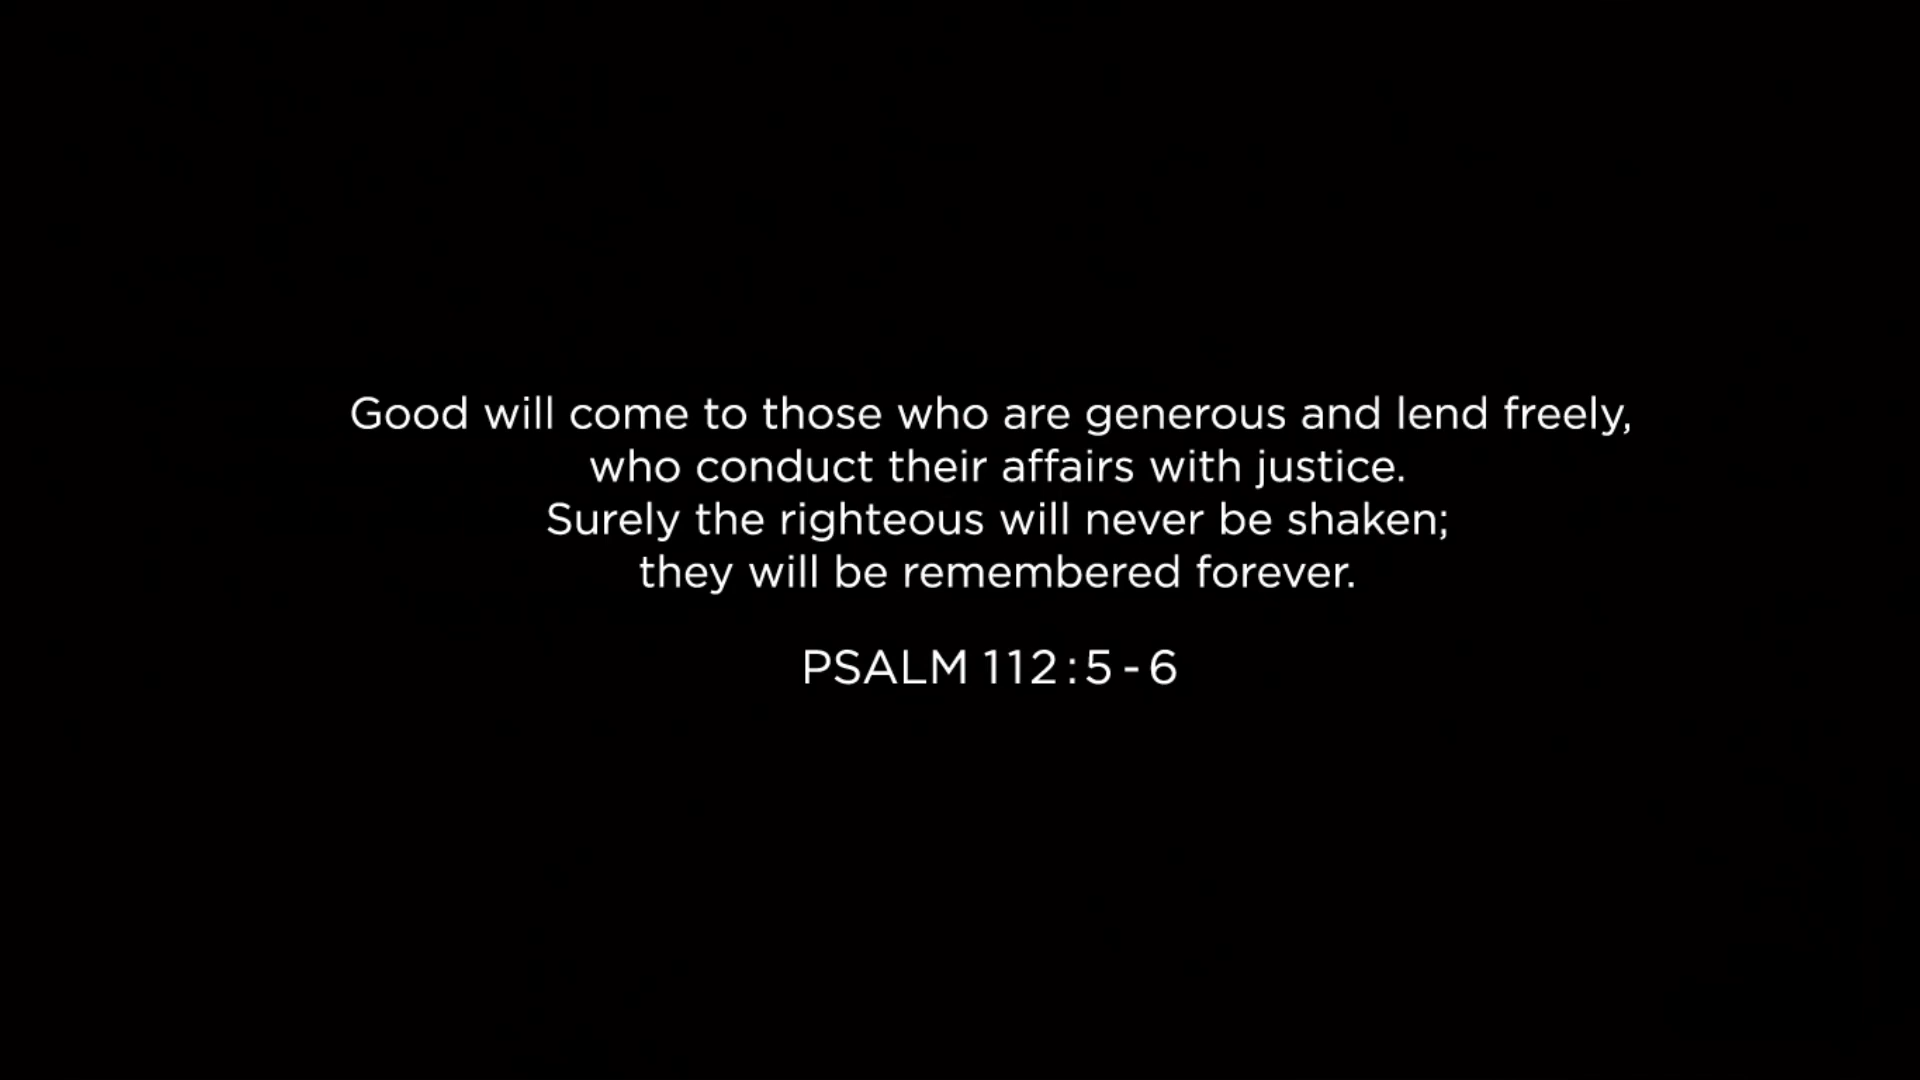 Good will come to those who are generous and lend freely,
who conduct their affairs with justice.
Surely the righteous will never be shaken;
they will be remembered forever.
PSALM 112:5-6